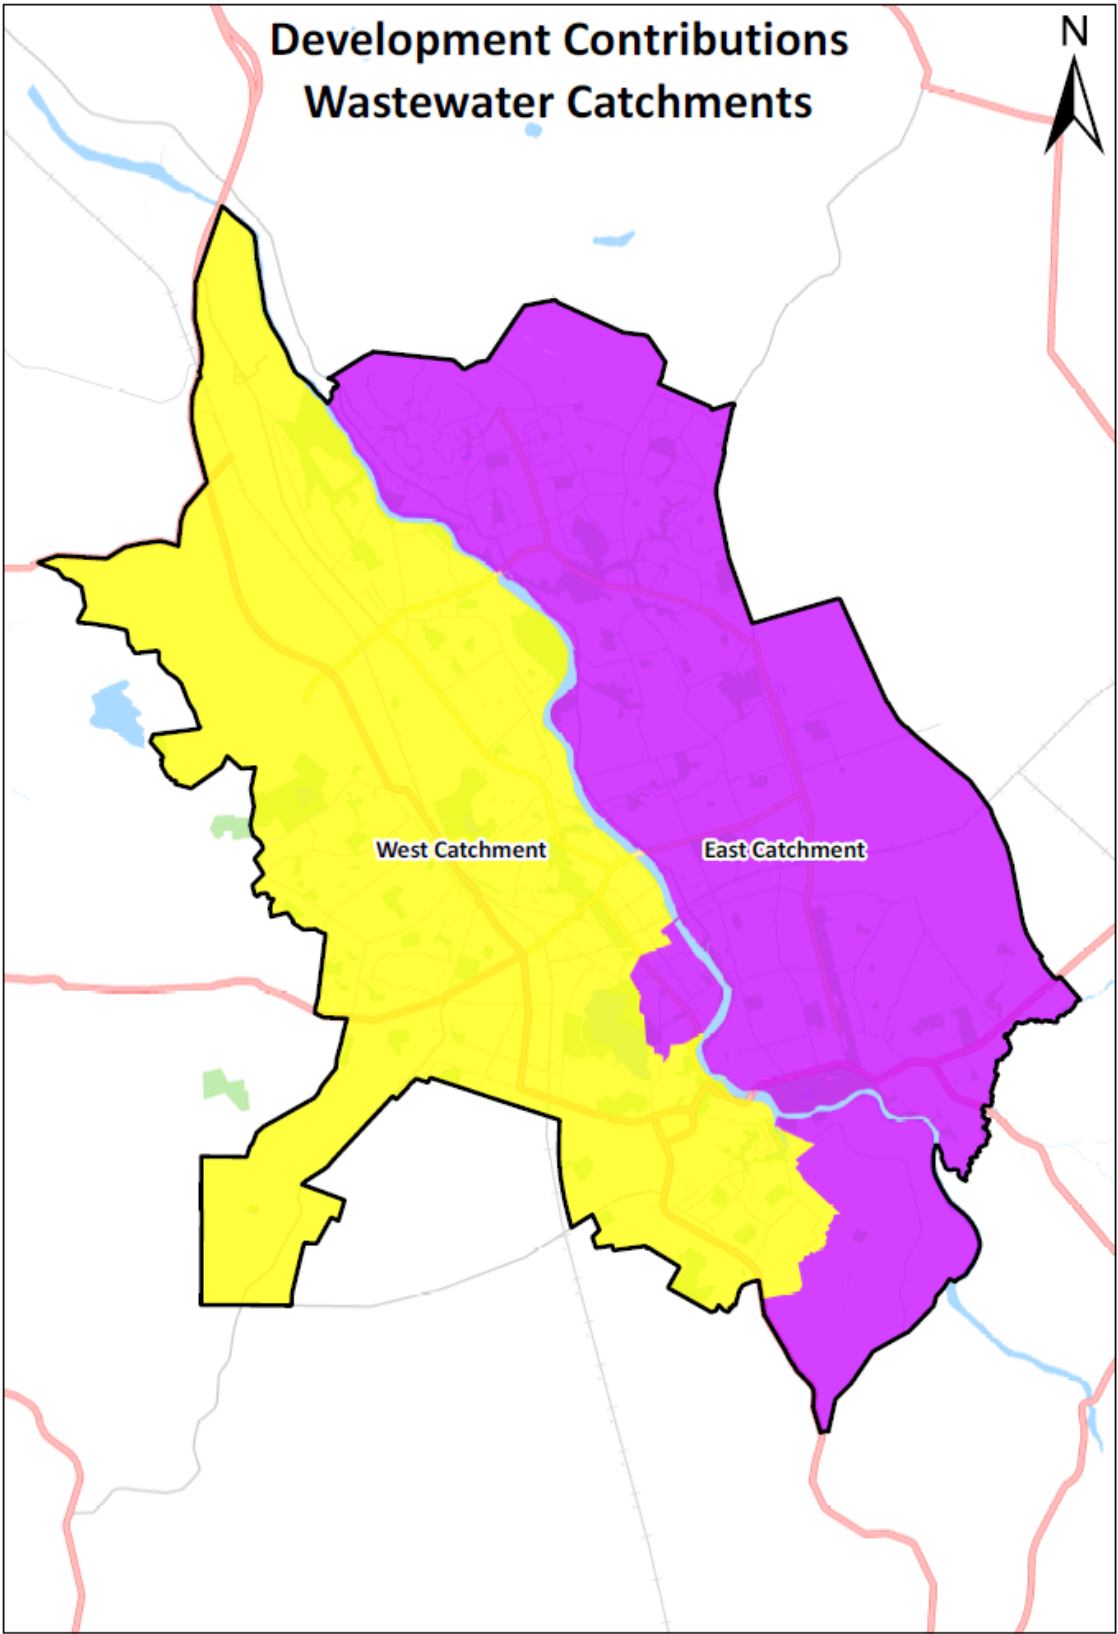 Development Contributions
Wastewater Catchments
N
West Catchment
East Catchment